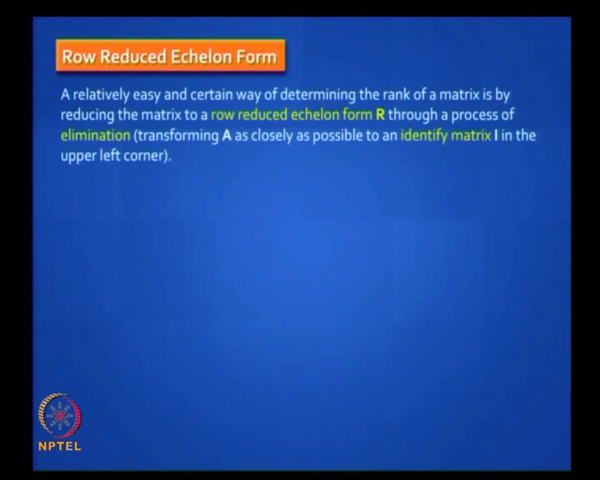 Row Reduced Echelon Form
A relatively easy and certain way of determining the rank of a matrix is by
reducing the matrix to a row reduced echelon form R through a process of
elimination (transforming A as closely as possible to an identify matrix I in the
upper left corner).
NPTEL